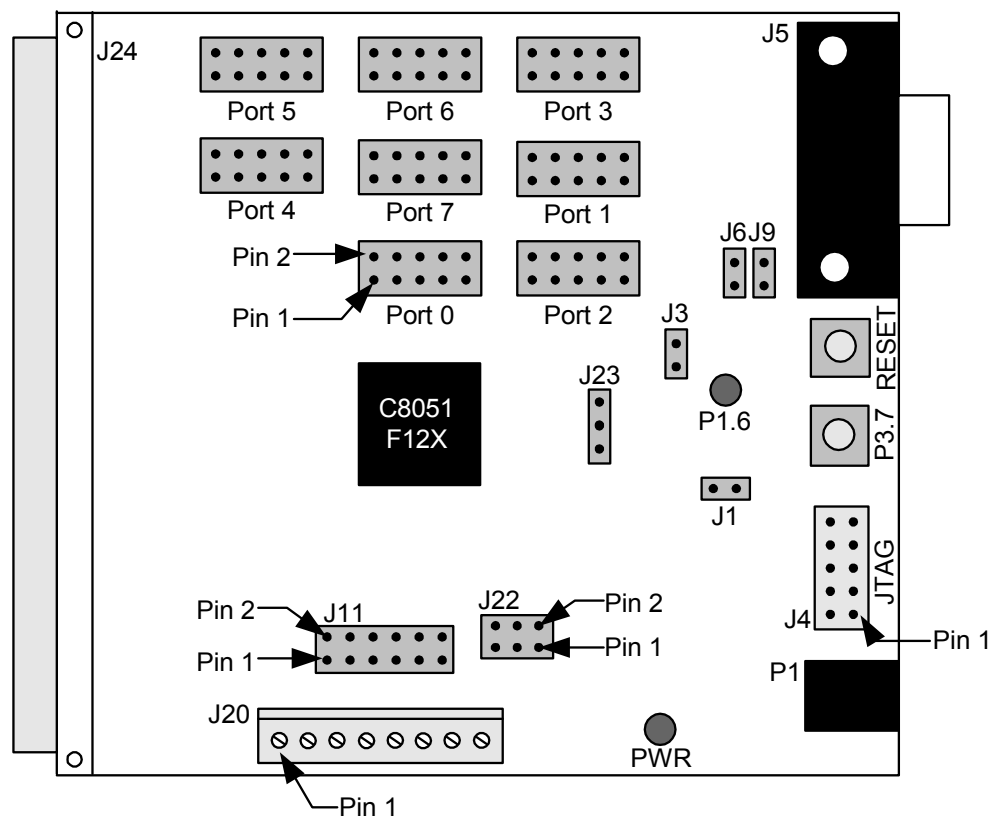 J24
J5
Port 5
Port 6
Port 3
Port 4
Port 7
Port 1
Pin 2
Pin 1
Port 0
Port 2
J6
J9
J3
RESET
J23
C8051
F12X
P1.6
P3.7
J1
JTAG
J4
Pin 1
Pin 2
J11
Pin 1
J22
Pin 2
Pin 1
P1
J20
PWR
Pin 1